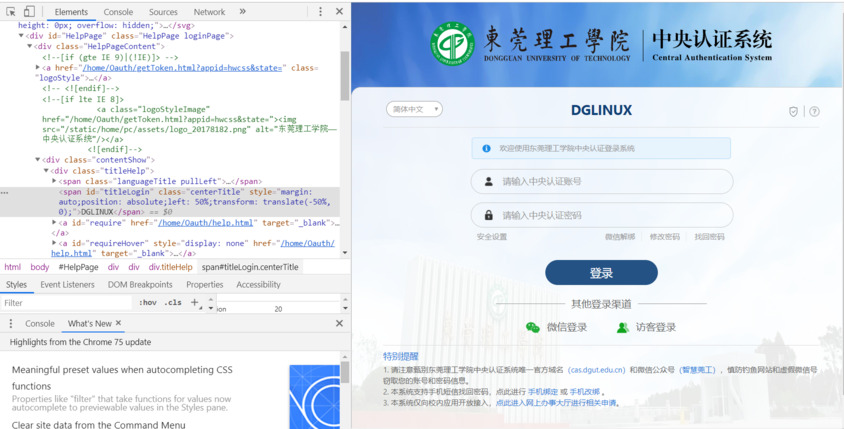 Elements Console Sources Network »
height: 0px; overflow: hidden;">…</svg>
▼<div id="HelpPage" class="HelpPage loginPage">
▼<div class="HelpPageContent">
<!--[if (gte IE 9)|(!IE)]> -->
▶<a href="/home/Oauth/getToken.html?appid=hwcss&state=" class=
"logoStyle">…</a>
<!-- <![endif]-->
<!--[if lte IE 8]>
<a class="logoStyleImage"
href="/home/Oauth/getToken.html?appid=hwcss&state="><img
src="/static/home/pc/assets/logo_20178182.png" alt="东莞理工学院—
中央认证系统"/></a>
<![endif]-->
▼<div class="contentShow">
▼<div class="titleHelp">
▶<span class="languageTitle pullLeft">…</span>
<span id="titleLogin" class="centerTitle" style="margin:
auto;position: absolute;left: 50%;transform: translate(-50%,
0);">DGLINUX</span> == $0
▶<a id="require" href="/home/Oauth/help.html" target="_blank">…
</a>
▶<a id="requireHover" style="display: none" href="/home/Oauth/
help.html" target="_blank">…</a>
html body #HelpPage div div div.titleHelp span#titleLogin.centerTitle
Styles Event Listeners DOM Breakpoints Properties Accessibility
Filter :hov .cls +
ion 20
Console What's New ×
Highlights from the Chrome 75 update
Meaningful preset values when autocompleting CSS
functions
Properties like "filter" that take functions for values now
autocomplete to previewable values in the Styles pane.
Clear site data from the Command Menu
東莞理工學院 中央认证系统
DONGGUAN UNIVERSITY OF TECHNOLOGY Central Authentication System
简体中文 DGLINUX
欢迎使用东莞理工学院中央认证登录系统
请输入中央认证账号
请输入中央认证密码
安全设置 微信解绑 修改密码 找回密码
登录
其他登录渠道
微信登录 访客登录
特别提醒
1. 请注意甄别东莞理工学院中央认证系统唯一官方域名（cas.dgut.edu.cn）和微信公众号（智慧莞工），慎防钓鱼网站和虚假微信号
窃取您的账号和密码信息。
2. 本系统支持手机短信找回密码，点此进行 手机绑定 或 手机改绑 。
3. 本系统仅向校内应用开放接入，点此进入网上办事大厅进行相关申请。